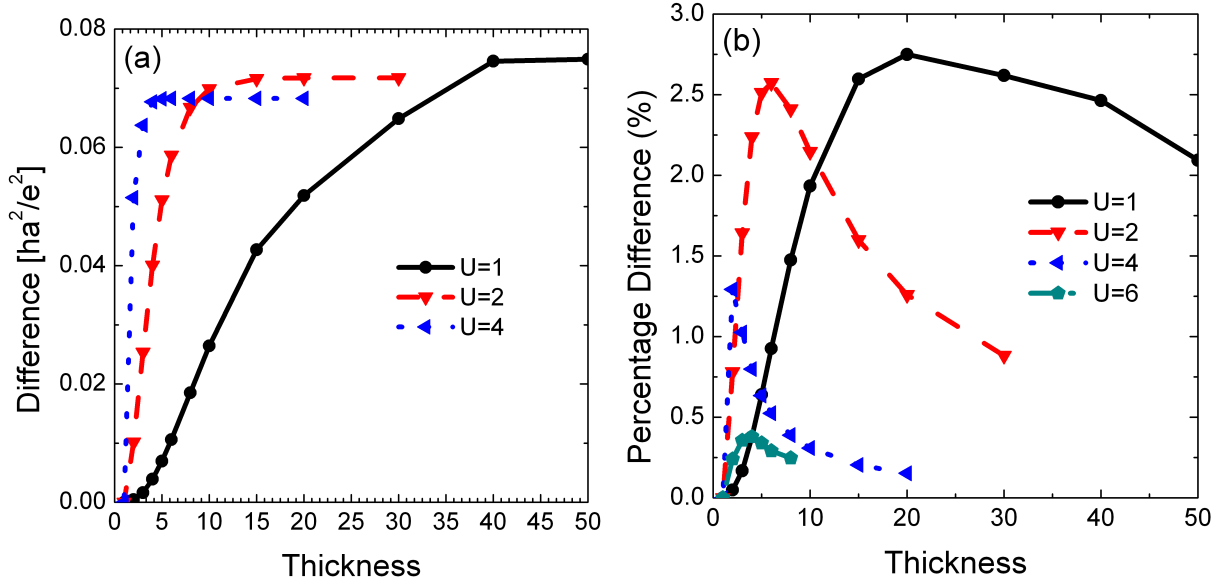 (a)
0.08
0.06
0.04
0.02
0.00
Difference [ha²/e²]
U=1
U=2
U=4
0 5 10 15 20 25 30 35 40 45 50
Thickness
(b)
3.0
2.5
2.0
1.5
1.0
0.5
0.0
Percentage Difference (%)
U=1
U=2
U=4
U=6
0 10 20 30 40 50
Thickness